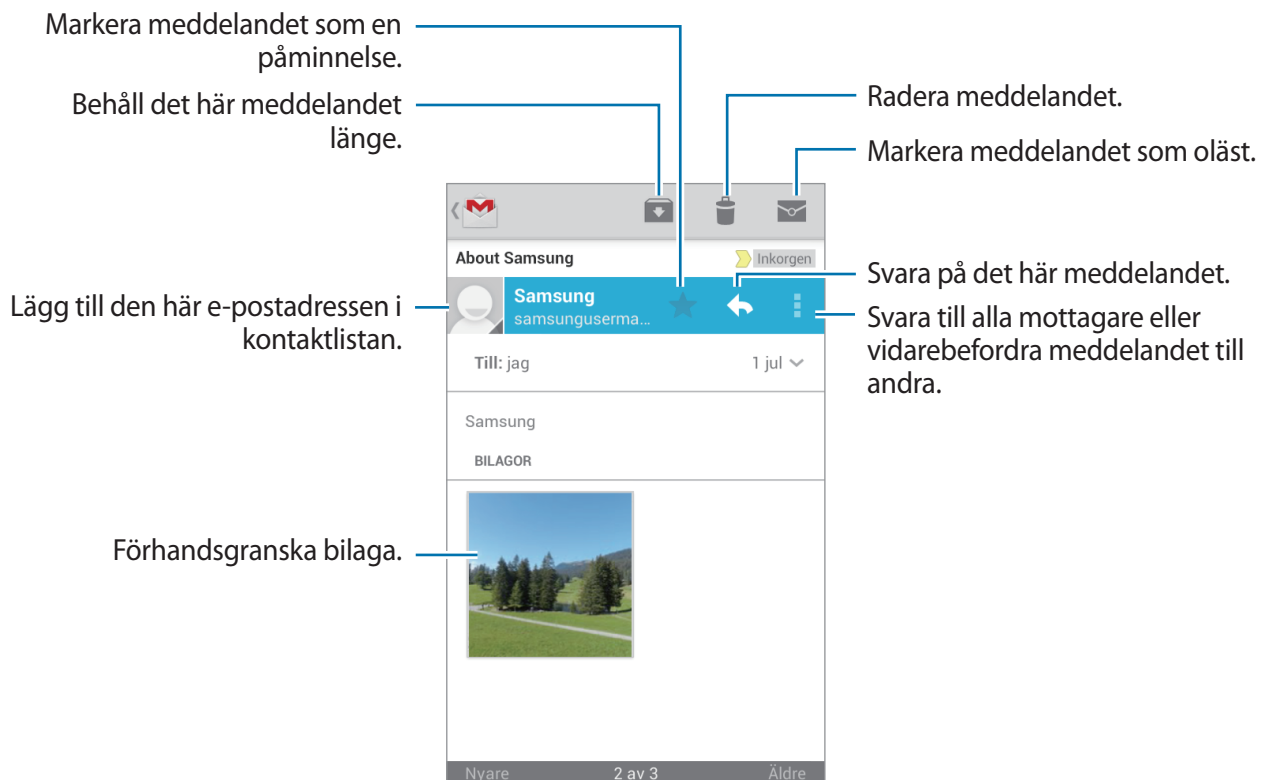 Markera meddelandet som en
påminnelse.
Behåll det här meddelandet
länge.
Radera meddelandet.
Markera meddelandet som oläst.
About Samsung
Inkorgen
Svara på det här meddelandet.
Lägg till den här e-postadressen i
kontaktlistan.
Samsung
samsunguserma...
Svara till alla mottagare eller
vidarebefordra meddelandet till
andra.
Till: jag
1 jul
Samsung
BILAGOR
Förhandsgranska bilaga.
Nyare 2 av 3 Äldre